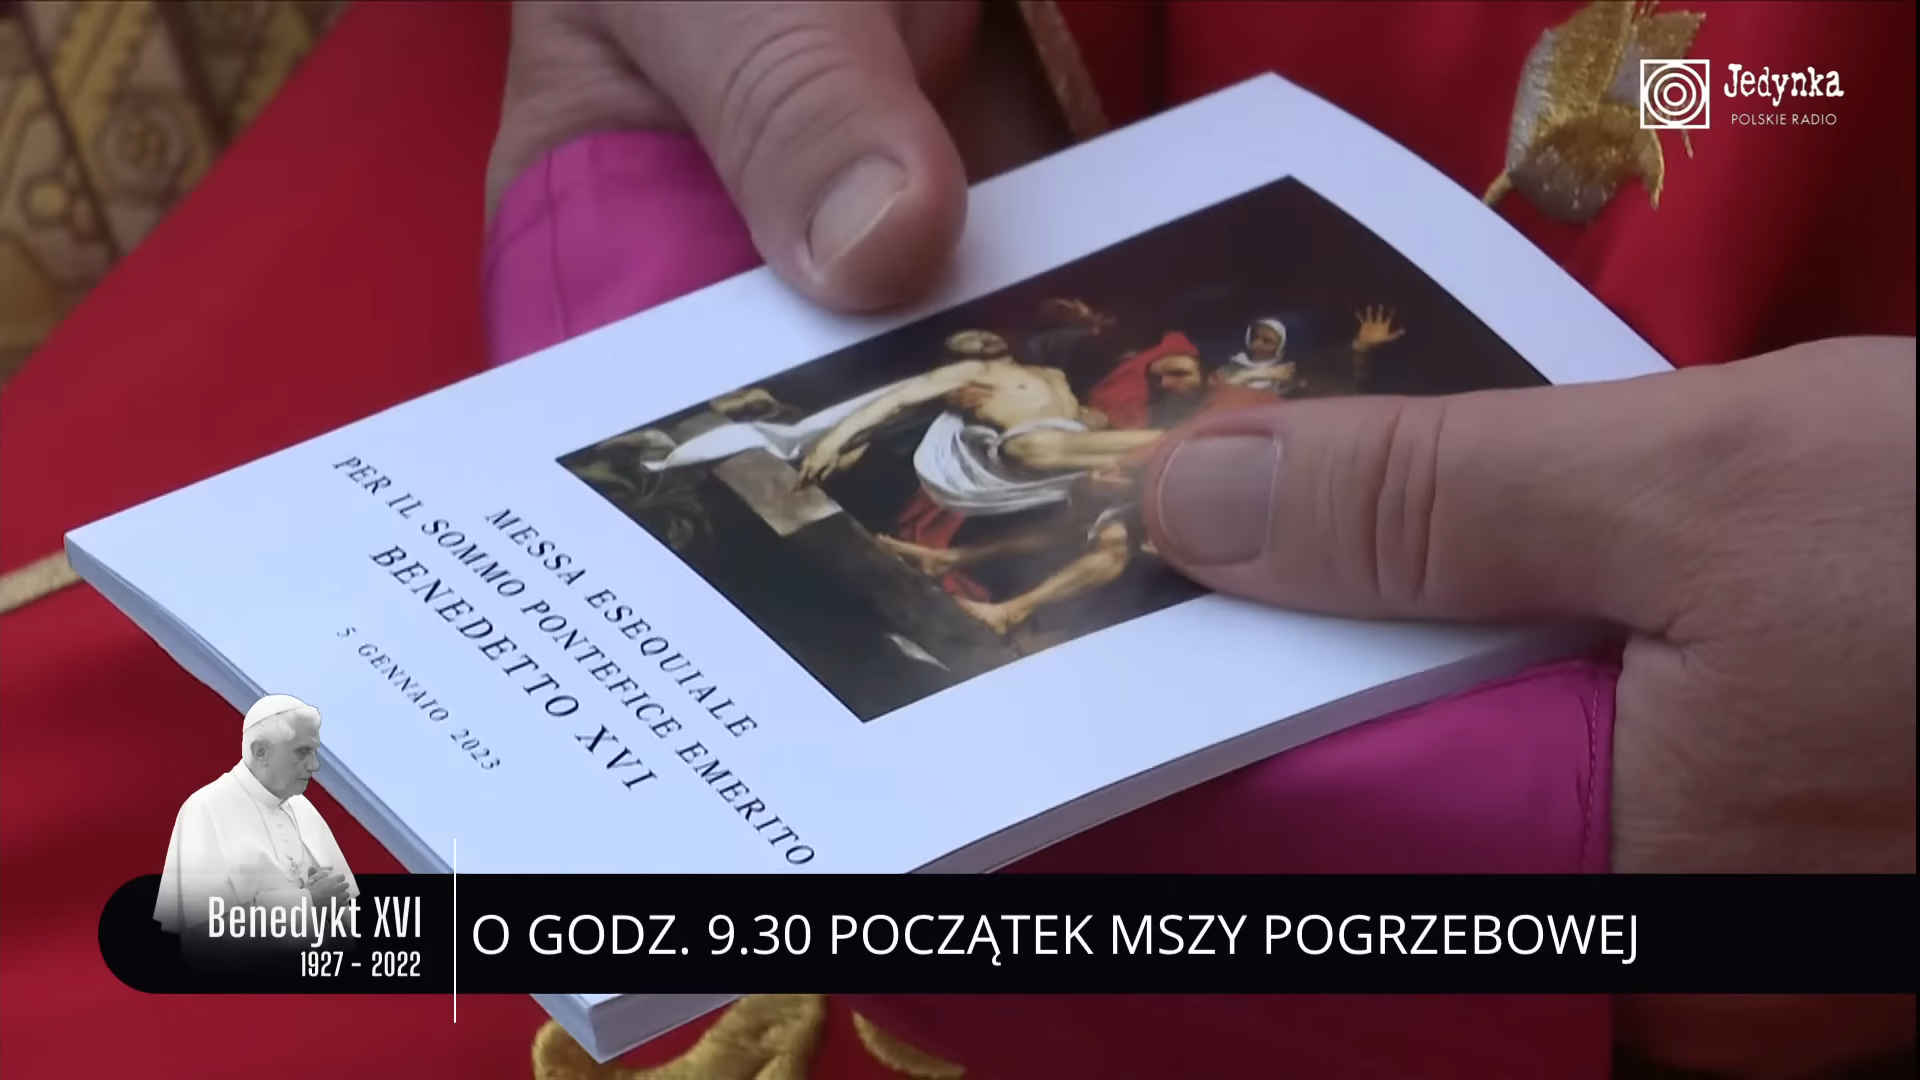 Jedynka
POLSKIE RADIO
MESSA ESEQUIALE
PER IL SOMMO PONTEFICE EMERITO
BENEDETTO XVI
5 GENNAIO 2023
Benedykt XVI
1927 - 2022
O GODZ. 9.30 POCZĄTEK MSZY POGRZEBOWEJ